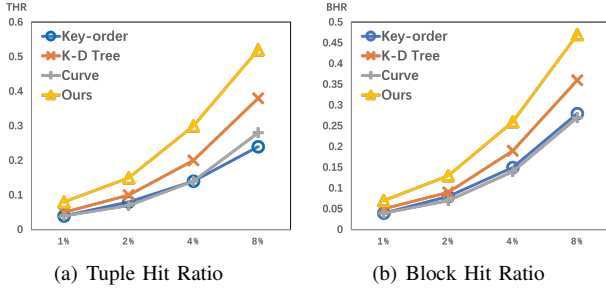 THR
0.6
0.5
0.4
0.3
0.2
0.1
0
Key-order
K-D Tree
Curve
Ours
1%
2%
4%
8%
(a) Tuple Hit Ratio
BHR
0.5
0.45
0.4
0.35
0.3
0.25
0.2
0.15
0.1
0.05
0
Key-order
K-D Tree
Curve
Ours
1%
2%
4%
8%
(b) Block Hit Ratio